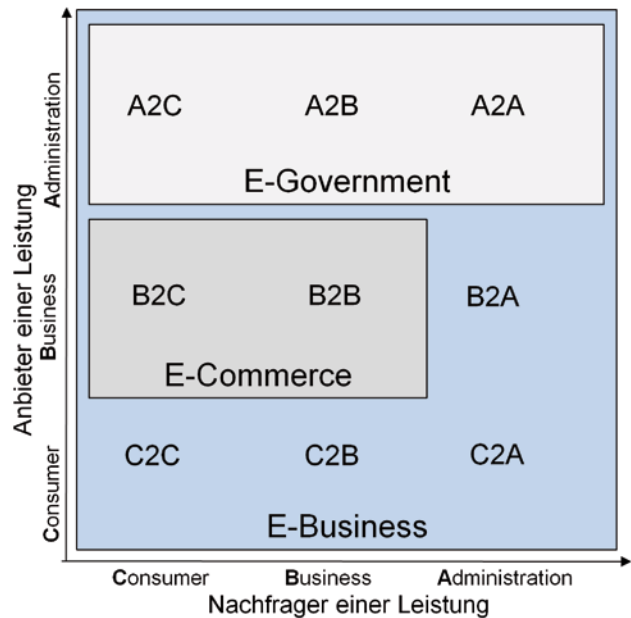 Anbieter einer Leistung
Administration
Business
Consumer
A2C A2B A2A
E-Government
B2C B2B B2A
E-Commerce
C2C C2B C2A
E-Business
Consumer Business Administration
Nachfrager einer Leistung